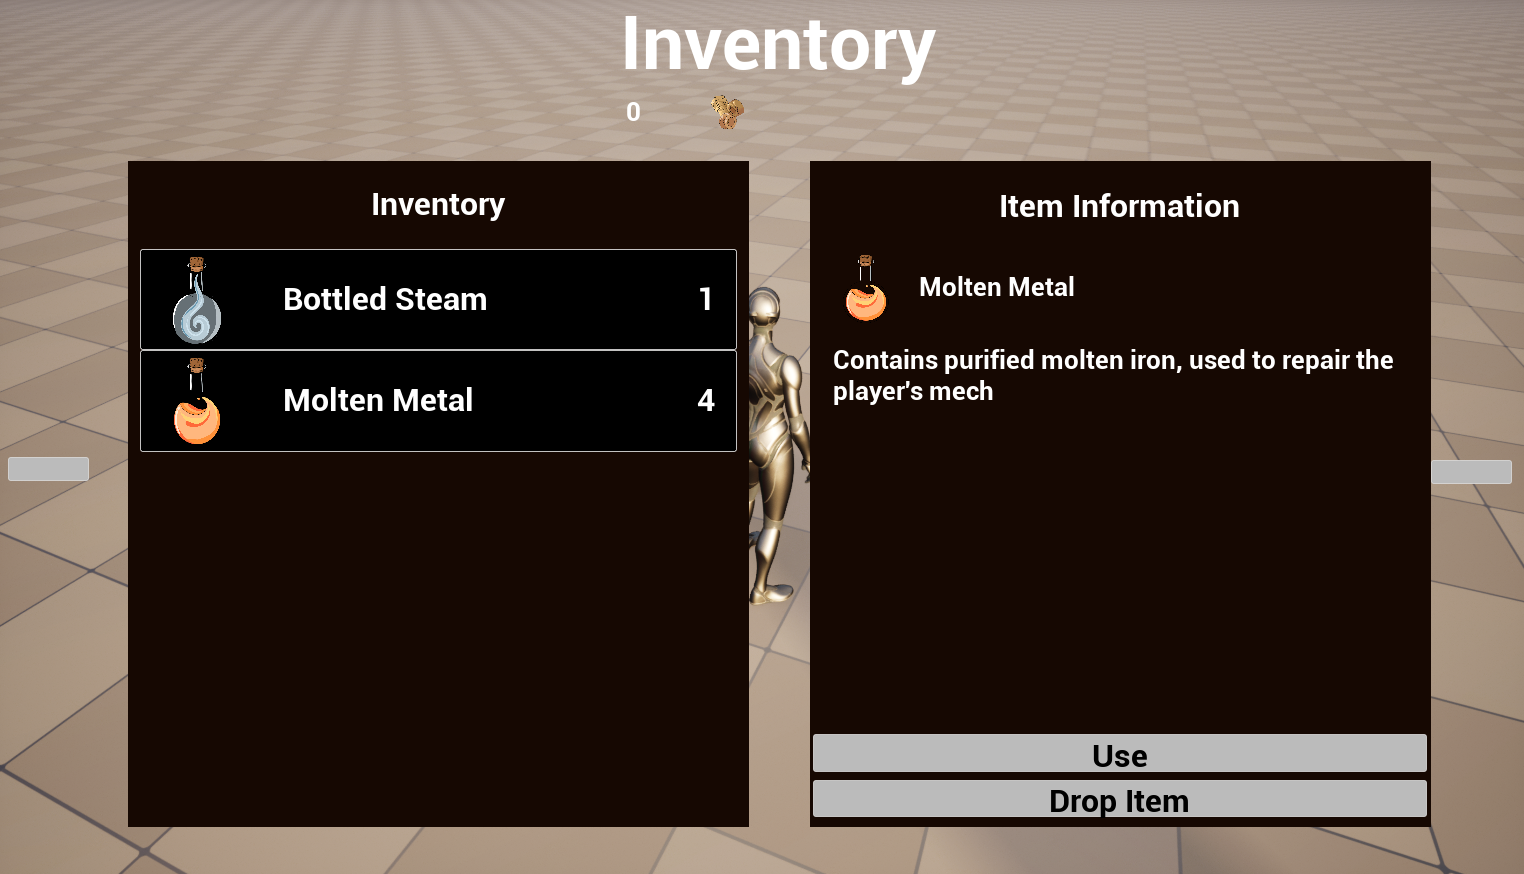 Inventory
0
Inventory
Bottled Steam 1
Molten Metal 4
Item Information
Molten Metal
Contains purified molten iron, used to repair the
player's mech
Use
Drop Item